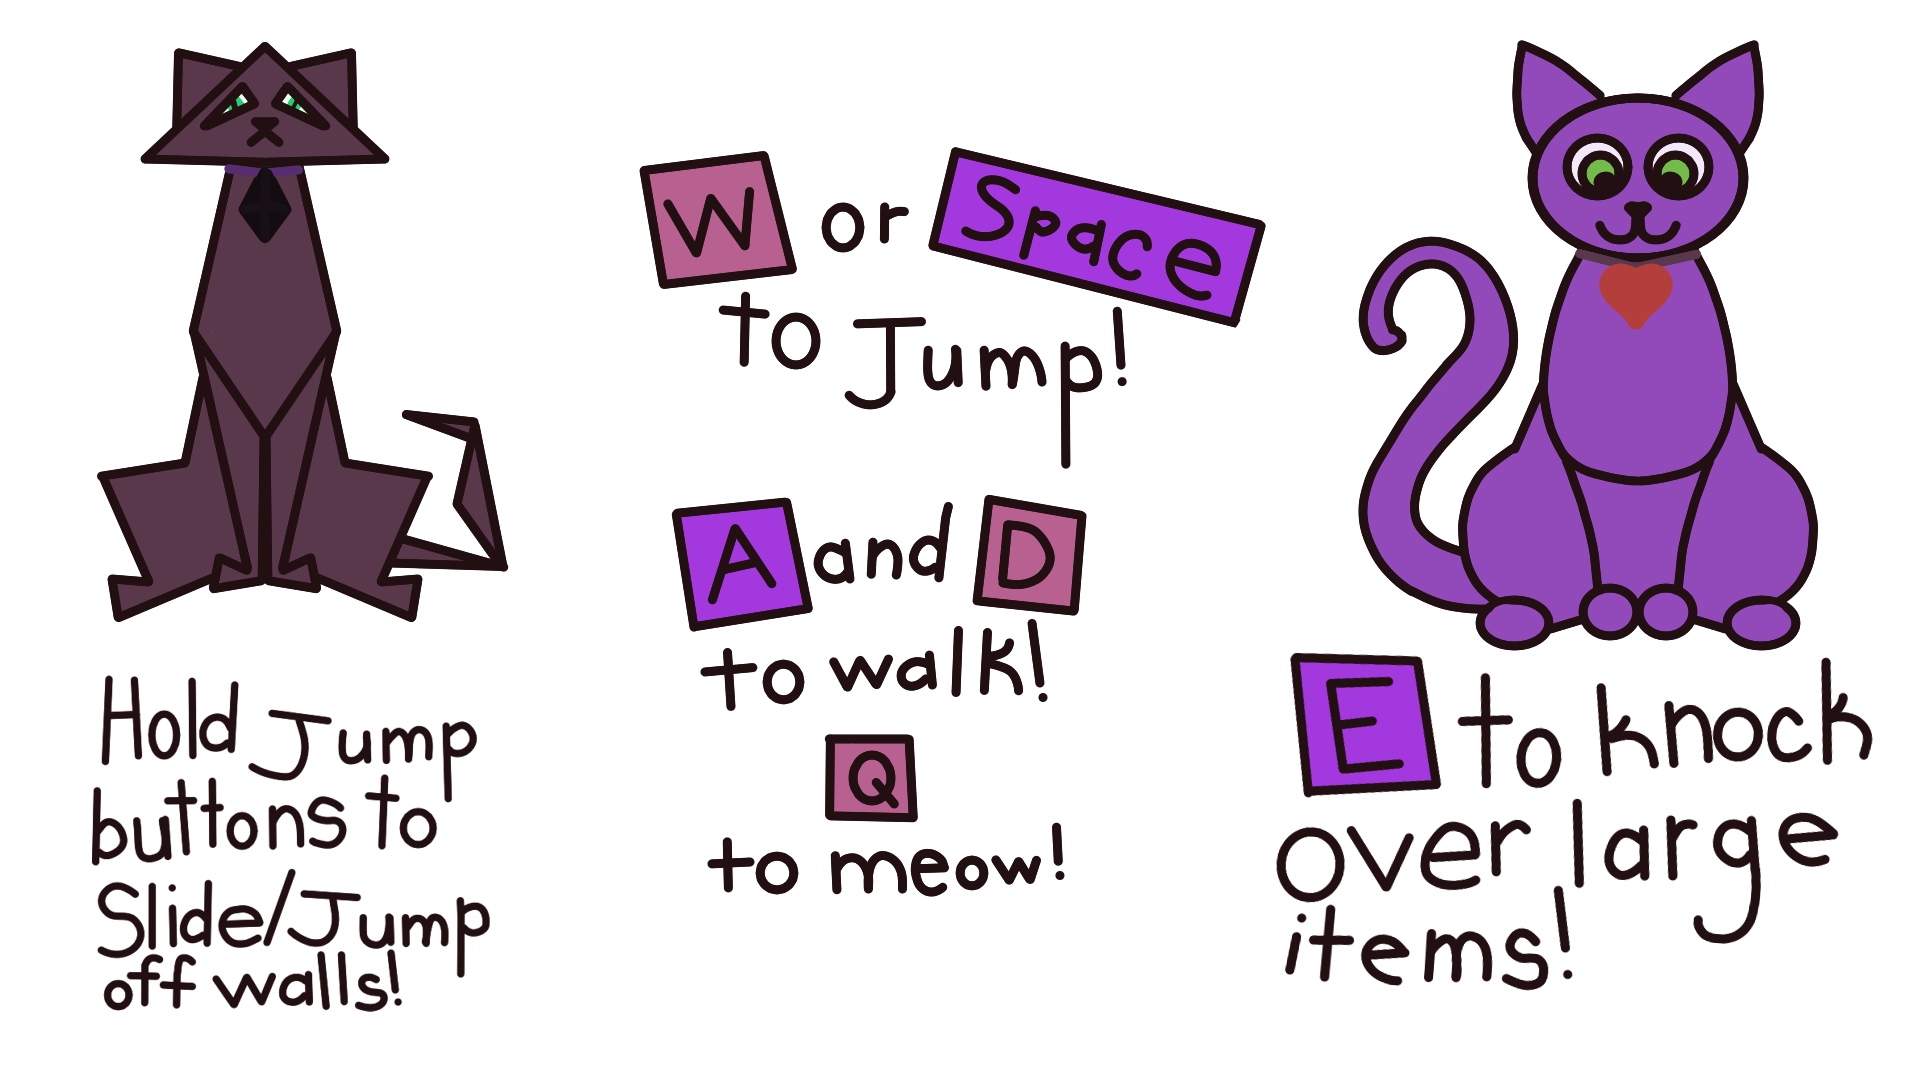 W or Space
to Jump!
A and D
to walk!
Q
to meow!
Hold Jump
buttons to
Slide/Jump
off walls!
E to knock
over large
items!